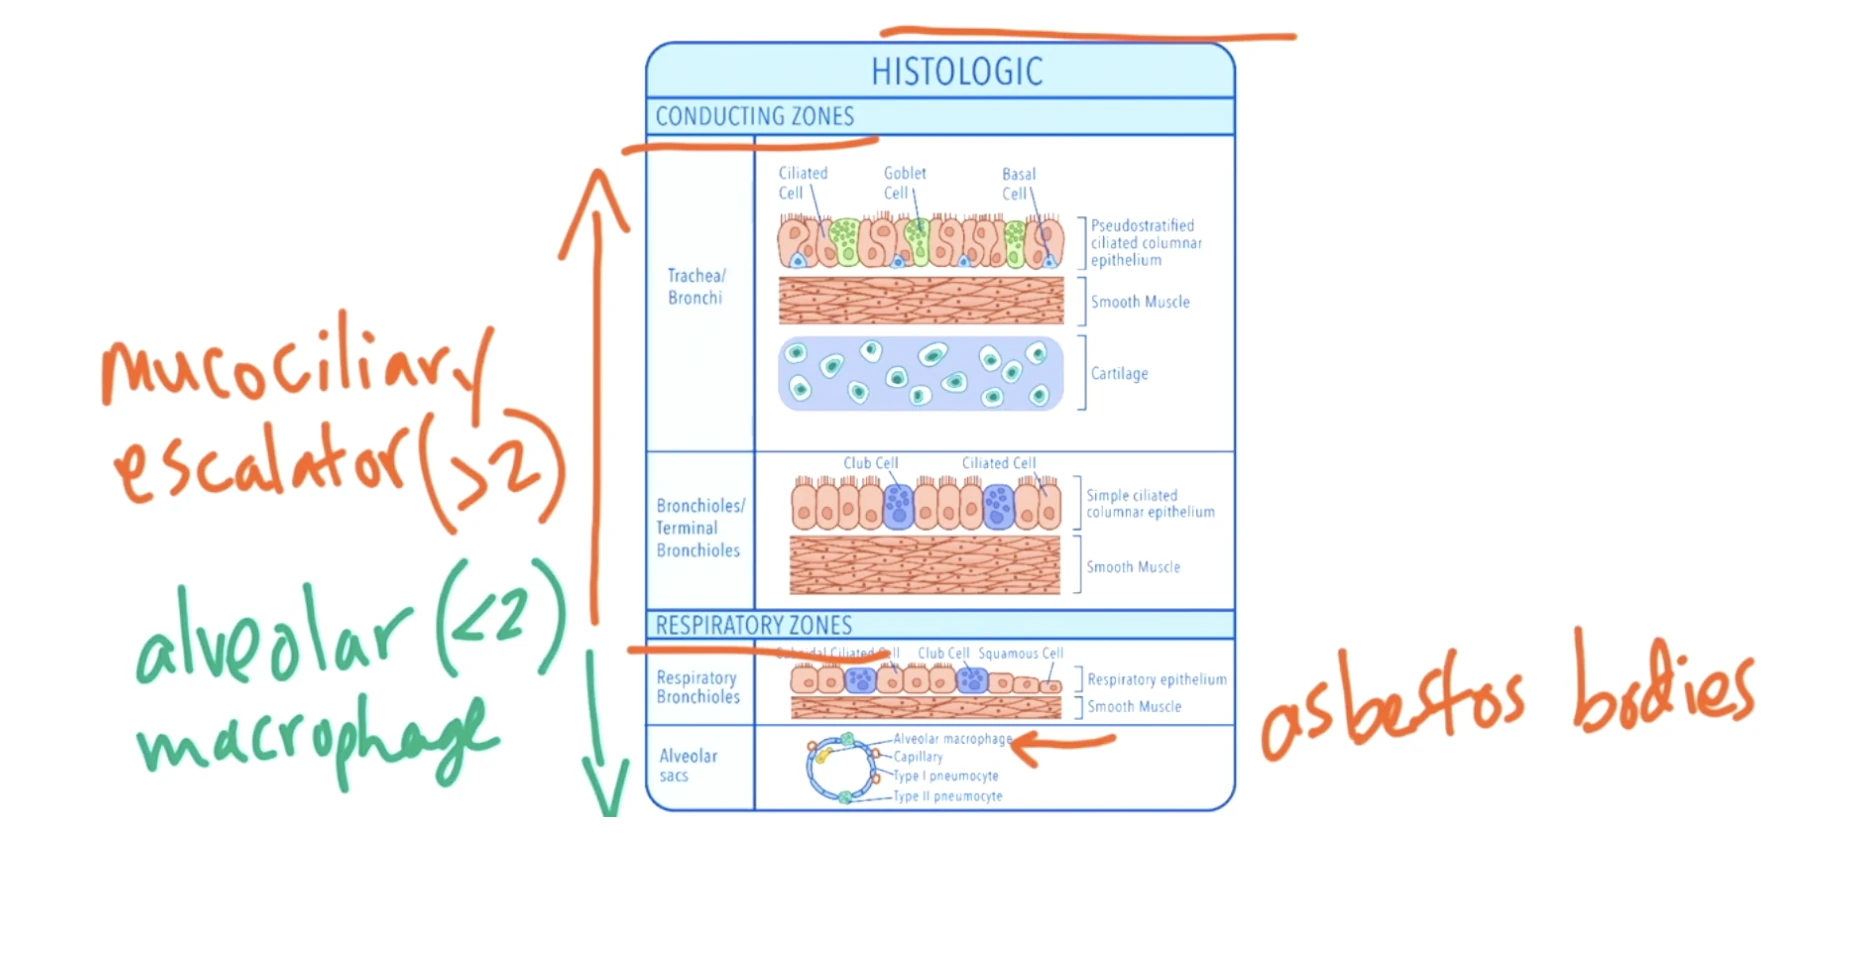 HISTOLOGIC
CONDUCTING ZONES
Ciliated Cell
Goblet Cell
Basal Cell
Trachea/
Bronchi
Pseudostratified
ciliated columnar
epithelium
Smooth Muscle
Cartilage
mucociliary
escalator (>2)
Club Cell
Ciliated Cell
Bronchioles/
Terminal
Bronchioles
Simple ciliated
columnar epithelium
Smooth Muscle
alveolar (<2)
macrophage
RESPIRATORY ZONES
Cuboidal Ciliated Cell
Club Cell
Squamous Cell
Respiratory
Bronchioles
Respiratory epithelium
Smooth Muscle
asbestos bodies
Alveolar
sacs
Alveolar macrophage
Capillary
Type I pneumocyte
Type II pneumocyte